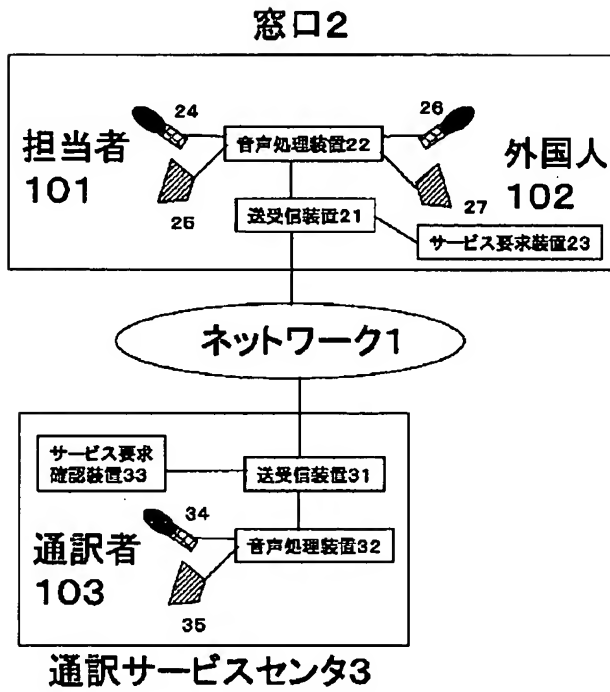 窓口2
24
26
担当者
101
音声処理装置22
外国人
102
25
27
送受信装置21
サービス要求装置23
ネットワーク1
サービス要求
確認装置33
送受信装置31
34
通訳者
103
音声処理装置32
35
通訳サービスセンタ3